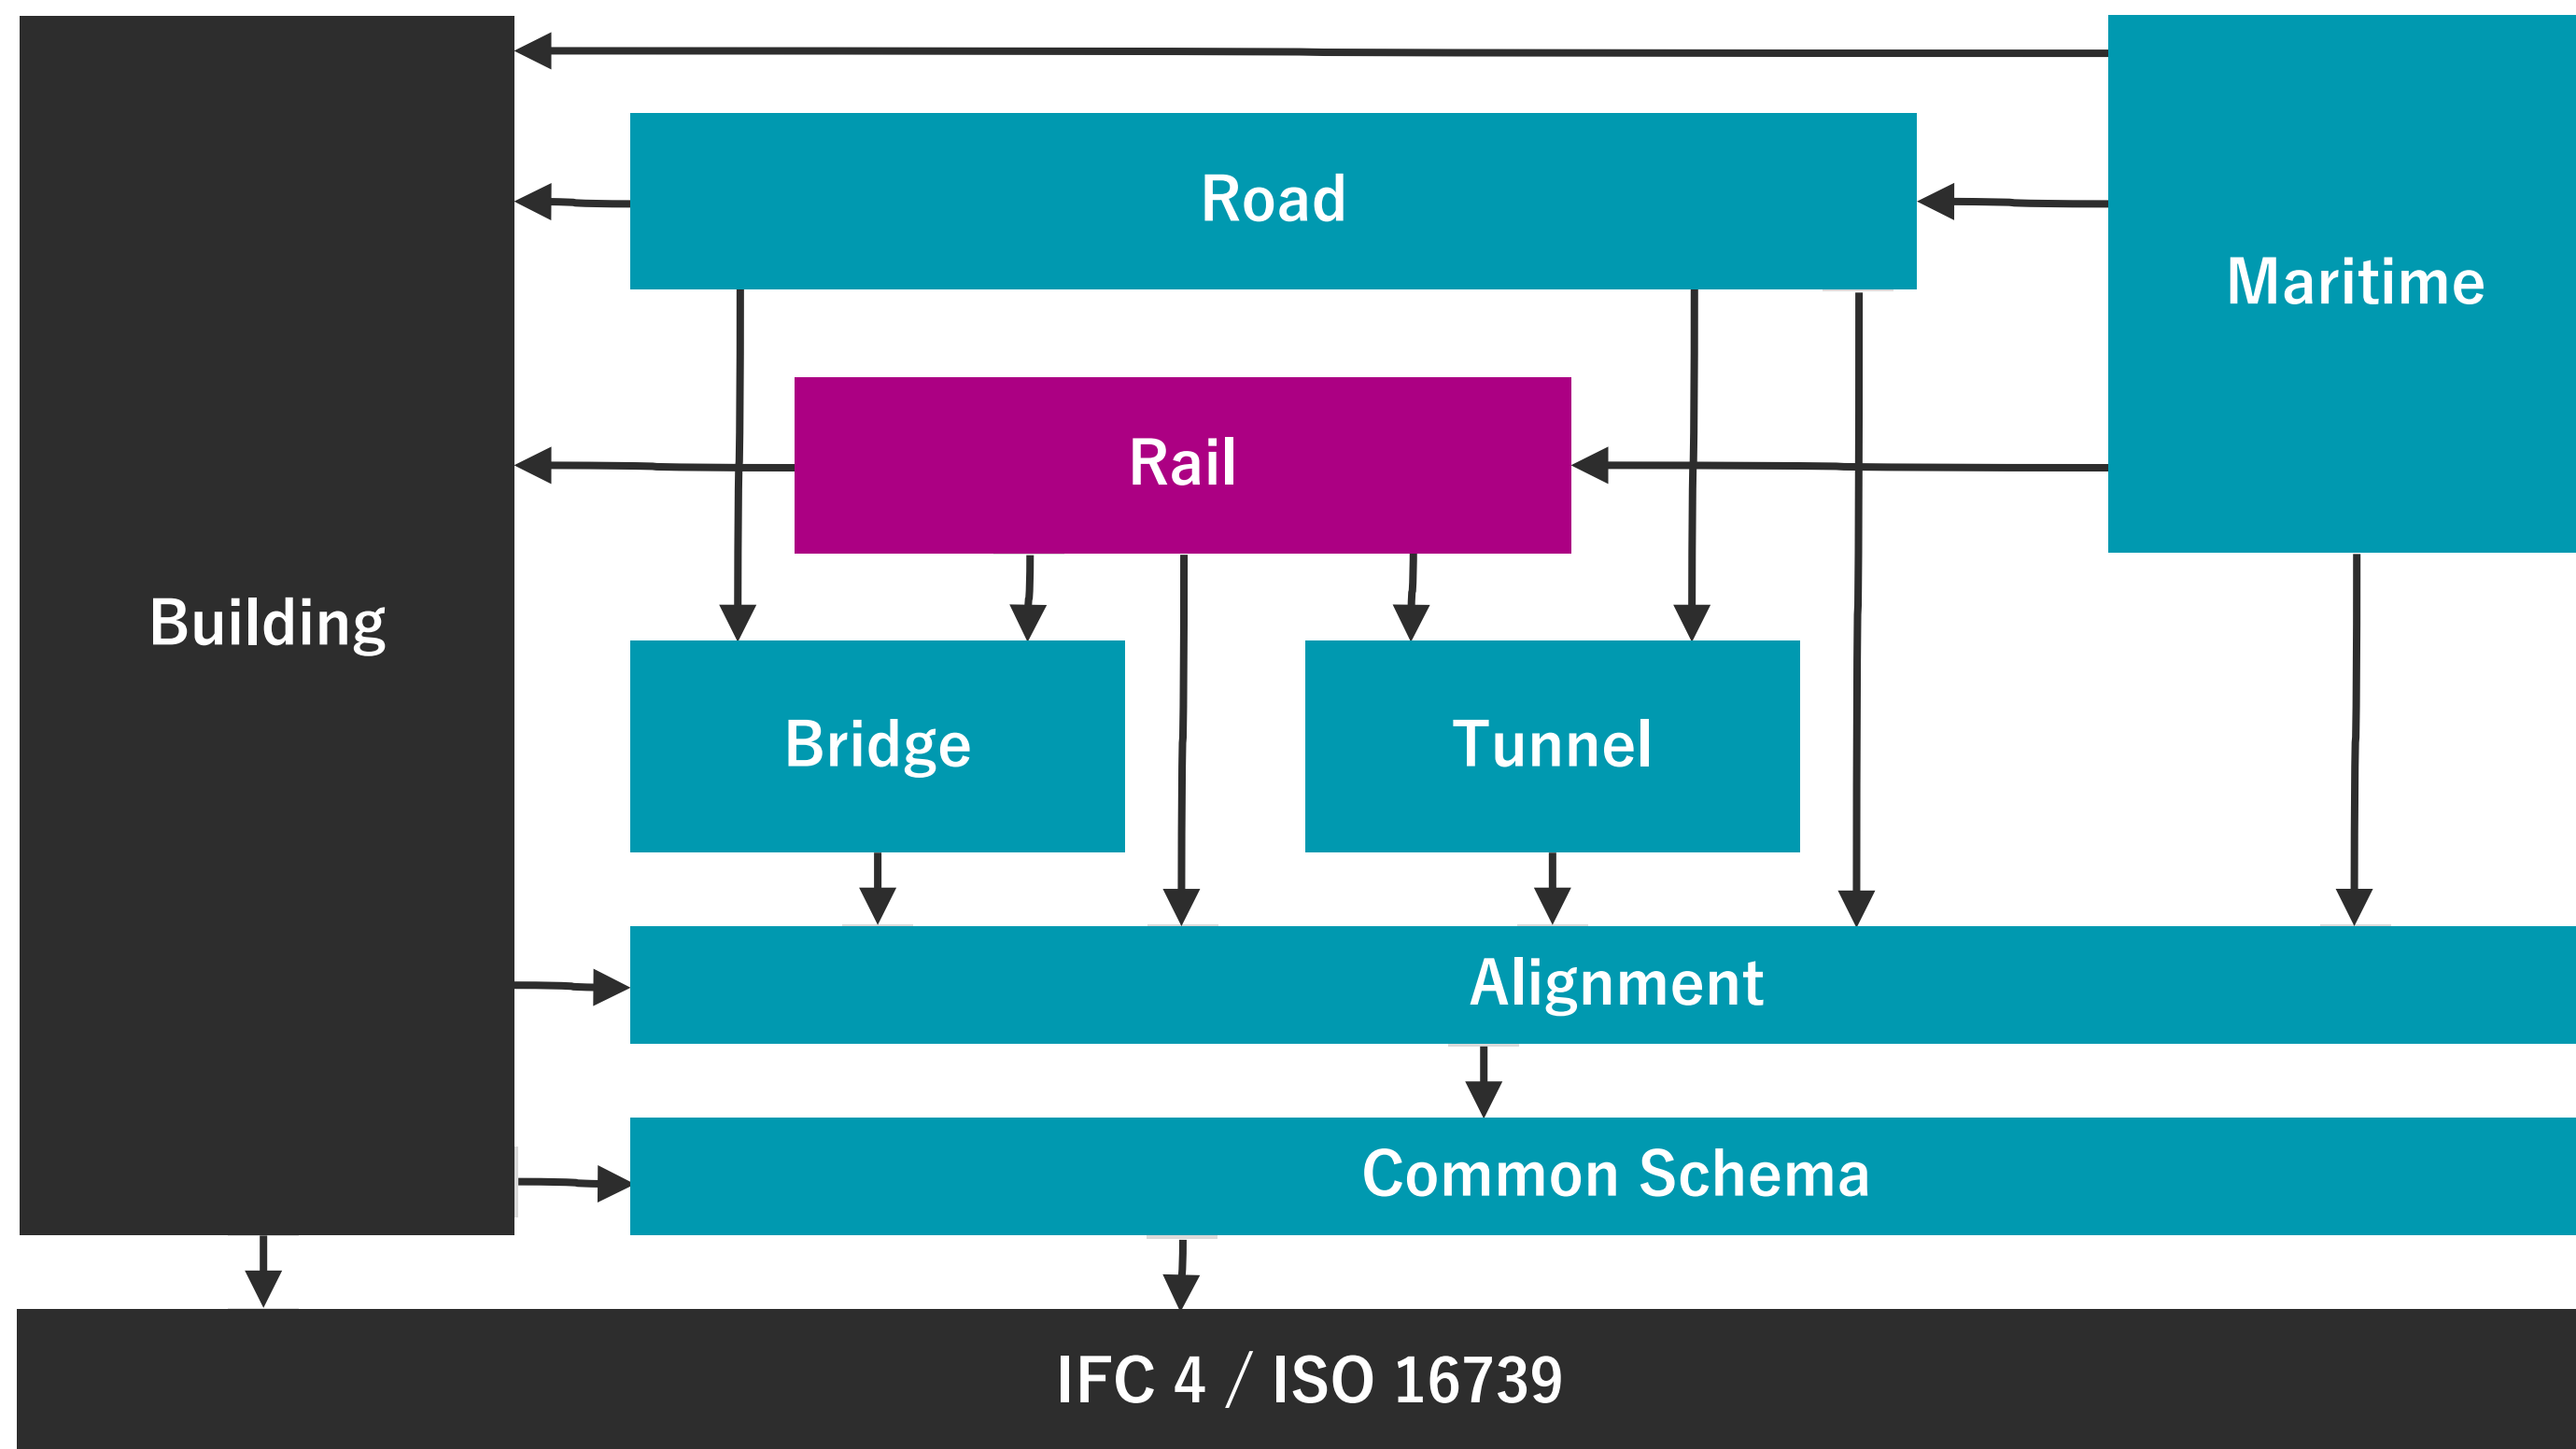 Road
Maritime
Rail
Building
Bridge
Tunnel
Alignment
Common Schema
IFC 4 / ISO 16739